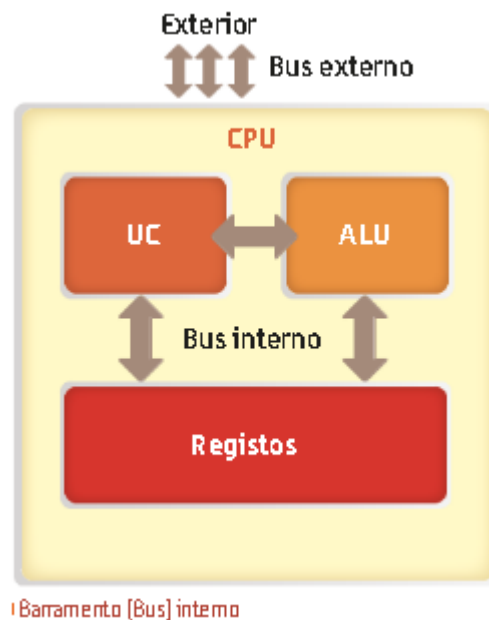 Exterior
Bus externo
CPU
UC
ALU
Bus interno
Registos
Barramento [Bus] interno